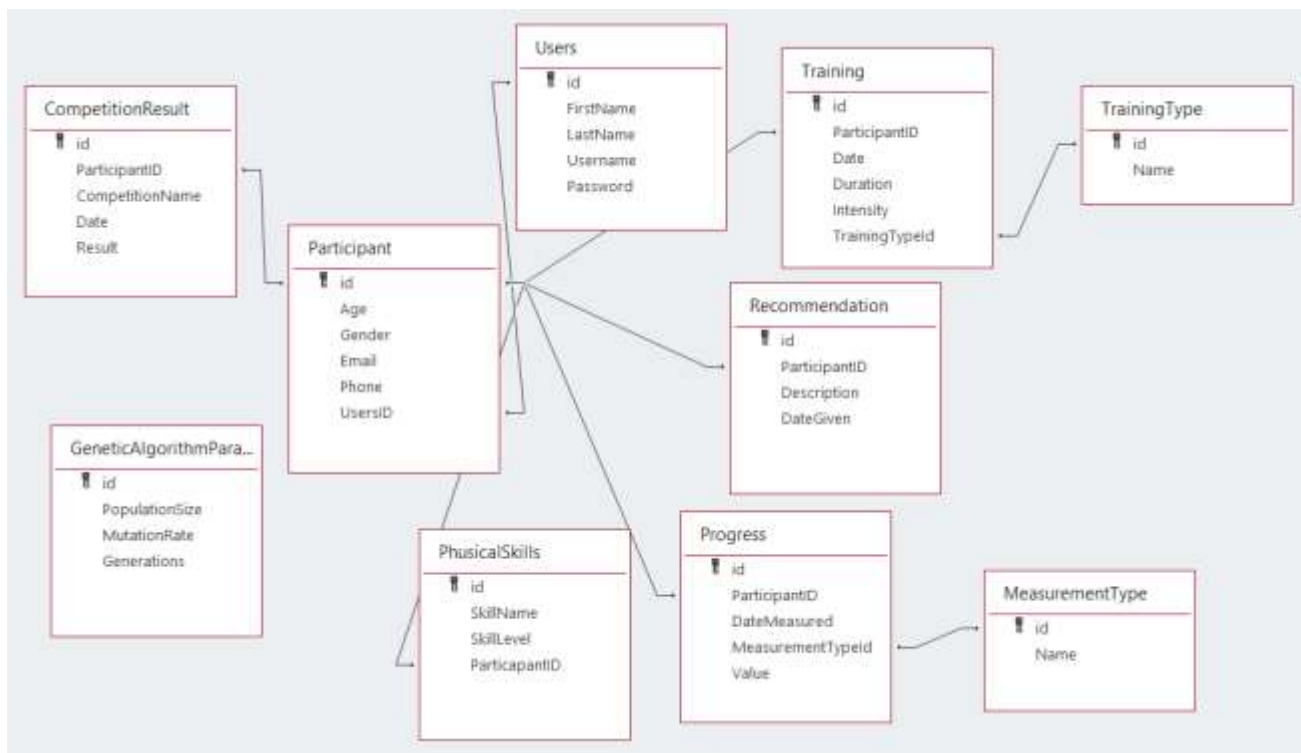 CompetitionResult
id
ParticipantID
CompetitionName
Date
Result
Participant
id
Age
Gender
Email
Phone
UsersID
Users
id
FirstName
LastName
Username
Password
Training
id
ParticipantID
Date
Duration
Intensity
TrainingTypeId
TrainingType
id
Name
Recommendation
id
ParticipantID
Description
DateGiven
GeneticAlgorithmPara...
id
PopulationSize
MutationRate
Generations
PhusicalSkills
id
SkillName
SkillLevel
ParticapantID
Progress
id
ParticipantID
DateMeasured
MeasurementTypeId
Value
MeasurementType
id
Name